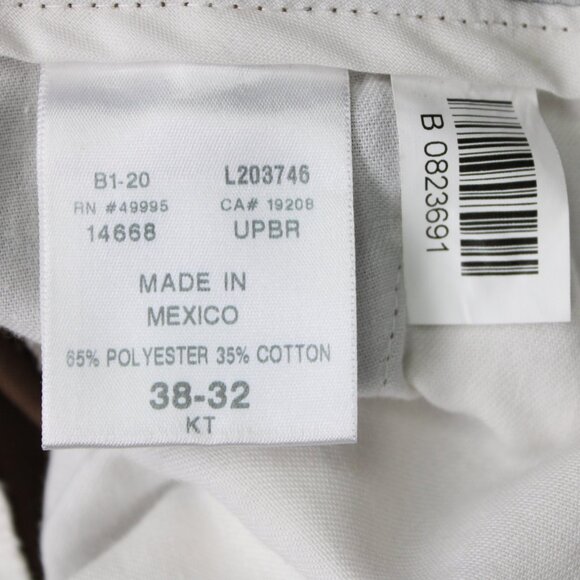 B1-20 L203746
RN #49995 CA# 19208
14668 UPBR
MADE IN
MEXICO
65% POLYESTER 35% COTTON
38-32
KT
B 0823691